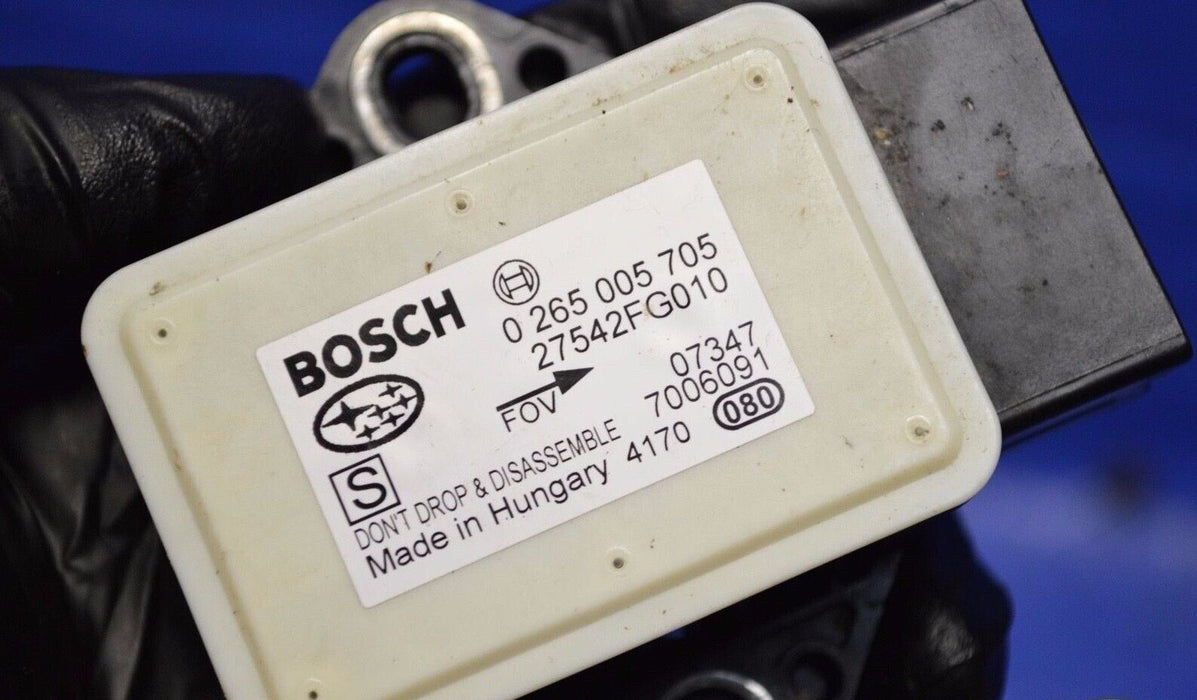 BOSCH
0 265 005 705
27542FG010
FOV
07347
7006091
S
DON'T DROP & DISASSEMBLE
Made in Hungary 4170
080